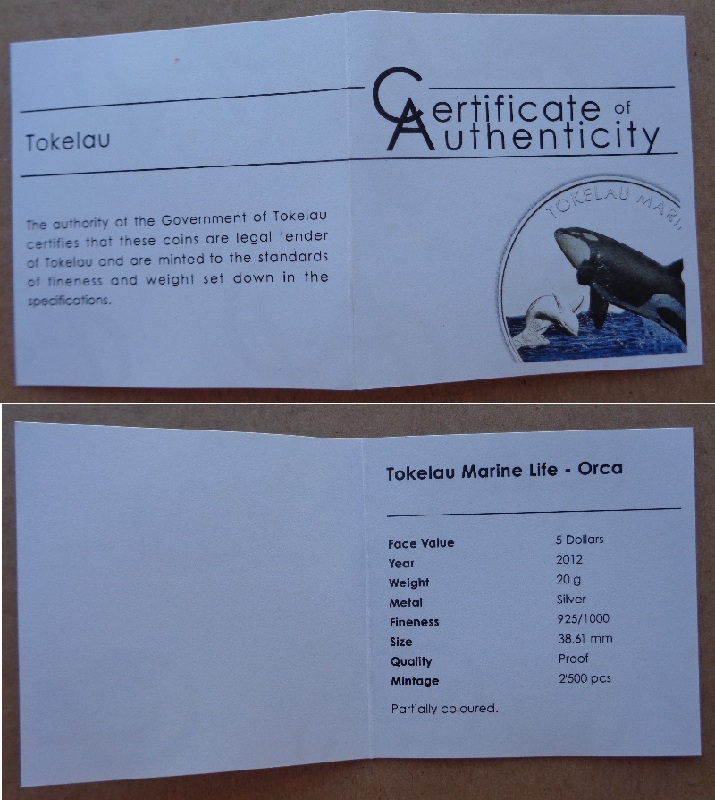 Tokelau
The authority of the Government of Tokelau
certifies that these coins are legal tender
of Tokelau and are minted to the standards
of fineness and weight set down in the
specifications.
Certificate of
Authenticity
TOKELAU MARI
Tokelau Marine Life - Orca
Face Value 5 Dollars
Year 2012
Weight 20 g
Metal Silver
Fineness 925/1000
Size 38.61 mm
Quality Proof
Mintage 2'500 pcs
Partially coloured.